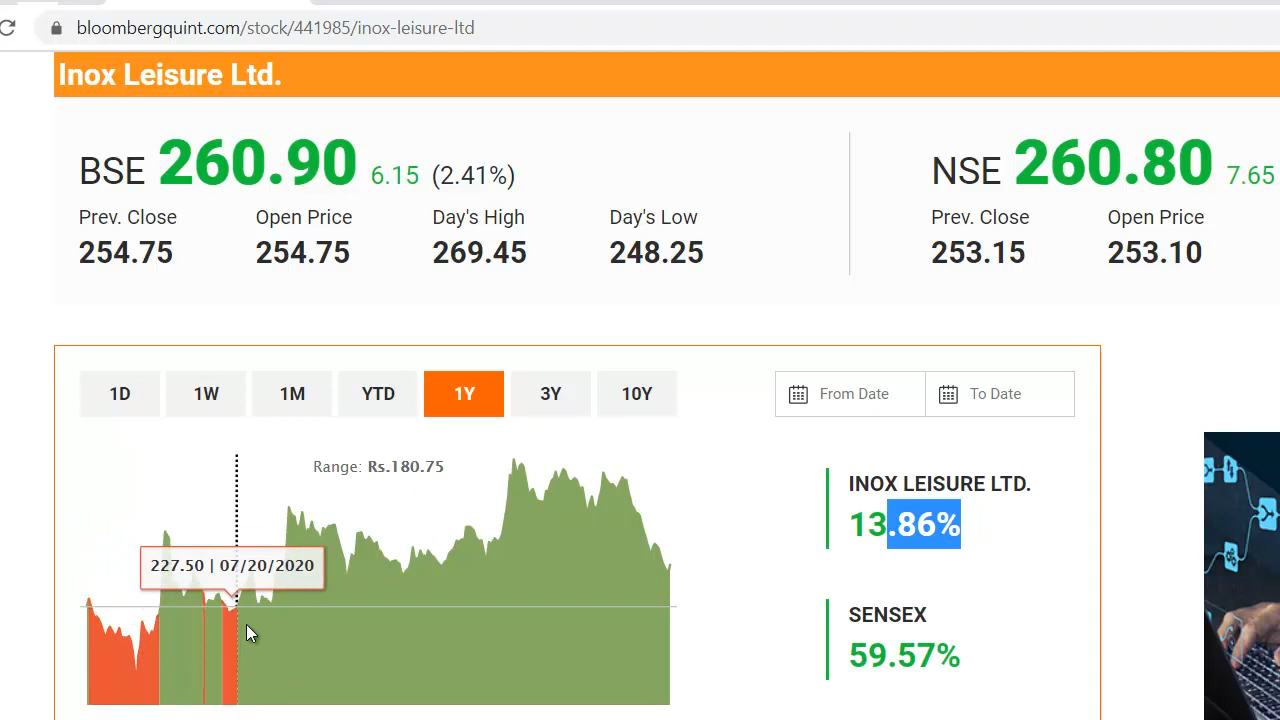 bloombergquint.com/stock/441985/inox-leisure-ltd
Inox Leisure Ltd.
BSE 260.90 6.15 (2.41%)
Prev. Close Open Price Day's High Day's Low
254.75 254.75 269.45 248.25
NSE 260.80 7.65
Prev. Close Open Price
253.15 253.10
1D 1W 1M YTD 1Y 3Y 10Y
From Date To Date
Range: Rs.180.75
227.50 | 07/20/2020
INOX LEISURE LTD.
13.86%
SENSEX
59.57%